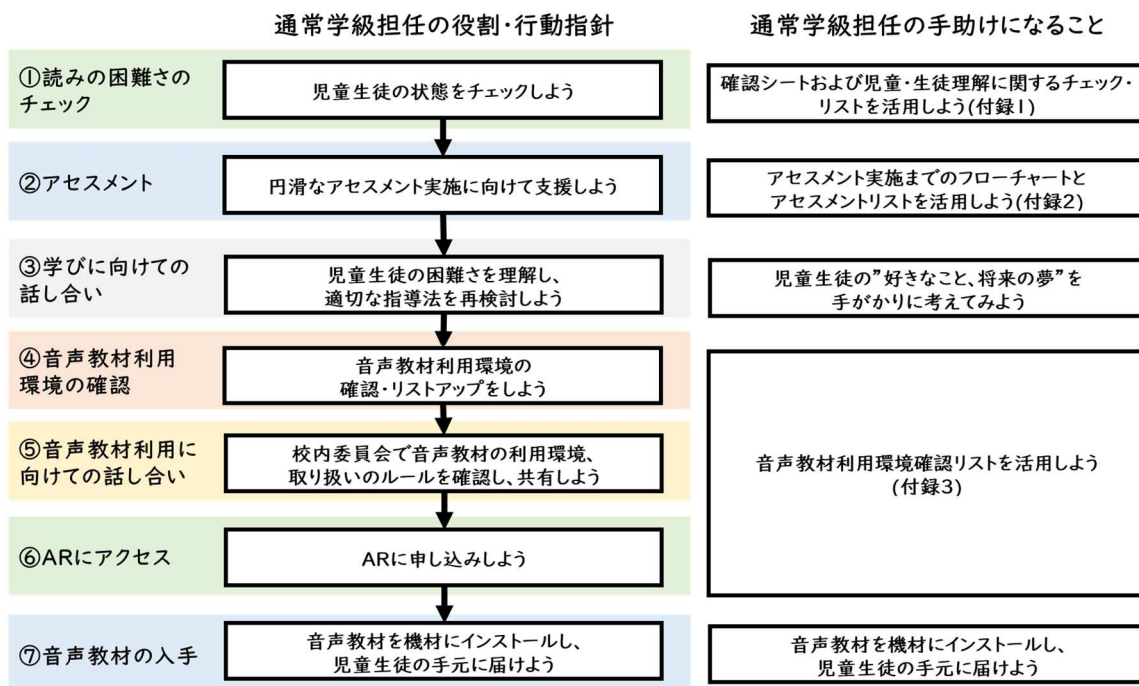 通常学級担任の役割・行動指針
通常学級担任の手助けになること
①読みの困難さの
チェック
児童生徒の状態をチェックしよう
確認シートおよび児童・生徒理解に関するチェック・
リストを活用しよう(付録1)
②アセスメント
円滑なアセスメント実施に向けて支援しよう
アセスメント実施までのフローチャートと
アセスメントリストを活用しよう(付録2)
③学びに向けての
話し合い
児童生徒の困難さを理解し、
適切な指導法を再検討しよう
児童生徒の”好きなこと、将来の夢”を
手がかりに考えてみよう
④音声教材利用
環境の確認
音声教材利用環境の
確認・リストアップをしよう
⑤音声教材利用に
向けての話し合い
校内委員会で音声教材の利用環境、
取り扱いのルールを確認し、共有しよう
音声教材利用環境確認リストを活用しよう
(付録3)
⑥ARにアクセス
ARに申し込みしよう
⑦音声教材の入手
音声教材を機材にインストールし、
児童生徒の手元に届けよう
音声教材を機材にインストールし、
児童生徒の手元に届けよう